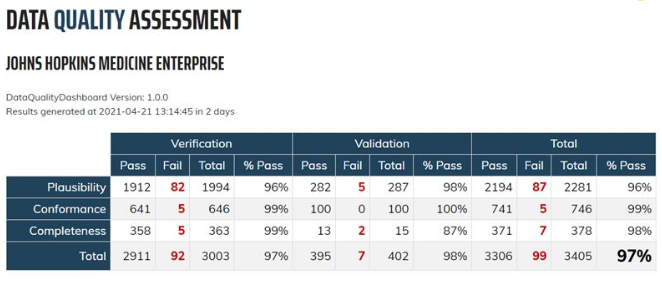 DATA QUALITY ASSESSMENT
JOHNS HOPKINS MEDICINE ENTERPRISE
DataQualityDashboard Version: 1.0.0
Results generated at 2021-04-21 13:14:45 in 2 days
Verification Validation Total
Pass Fail Total % Pass Pass Fail Total % Pass Pass Fail Total % Pass
Plausibility 1912 82 1994 96% 282 5 287 98% 2194 87 2281 96%
Conformance 641 5 646 99% 100 0 100 100% 741 5 746 99%
Completeness 358 5 363 99% 13 2 15 87% 371 7 378 98%
Total 2911 92 3003 97% 395 7 402 98% 3306 99 3405 97%